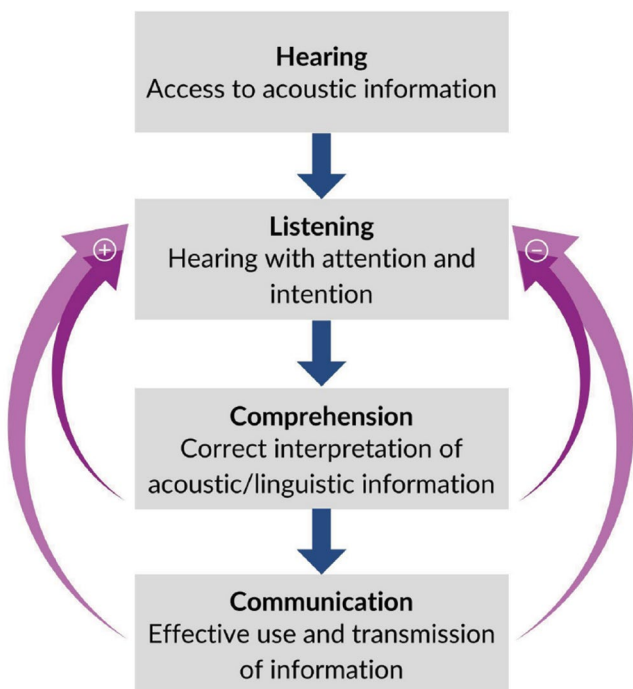 Hearing
Access to acoustic information
Listening
+
−
Hearing with attention and
intention
Comprehension
Correct interpretation of
acoustic/linguistic information
Communication
Effective use and transmission
of information